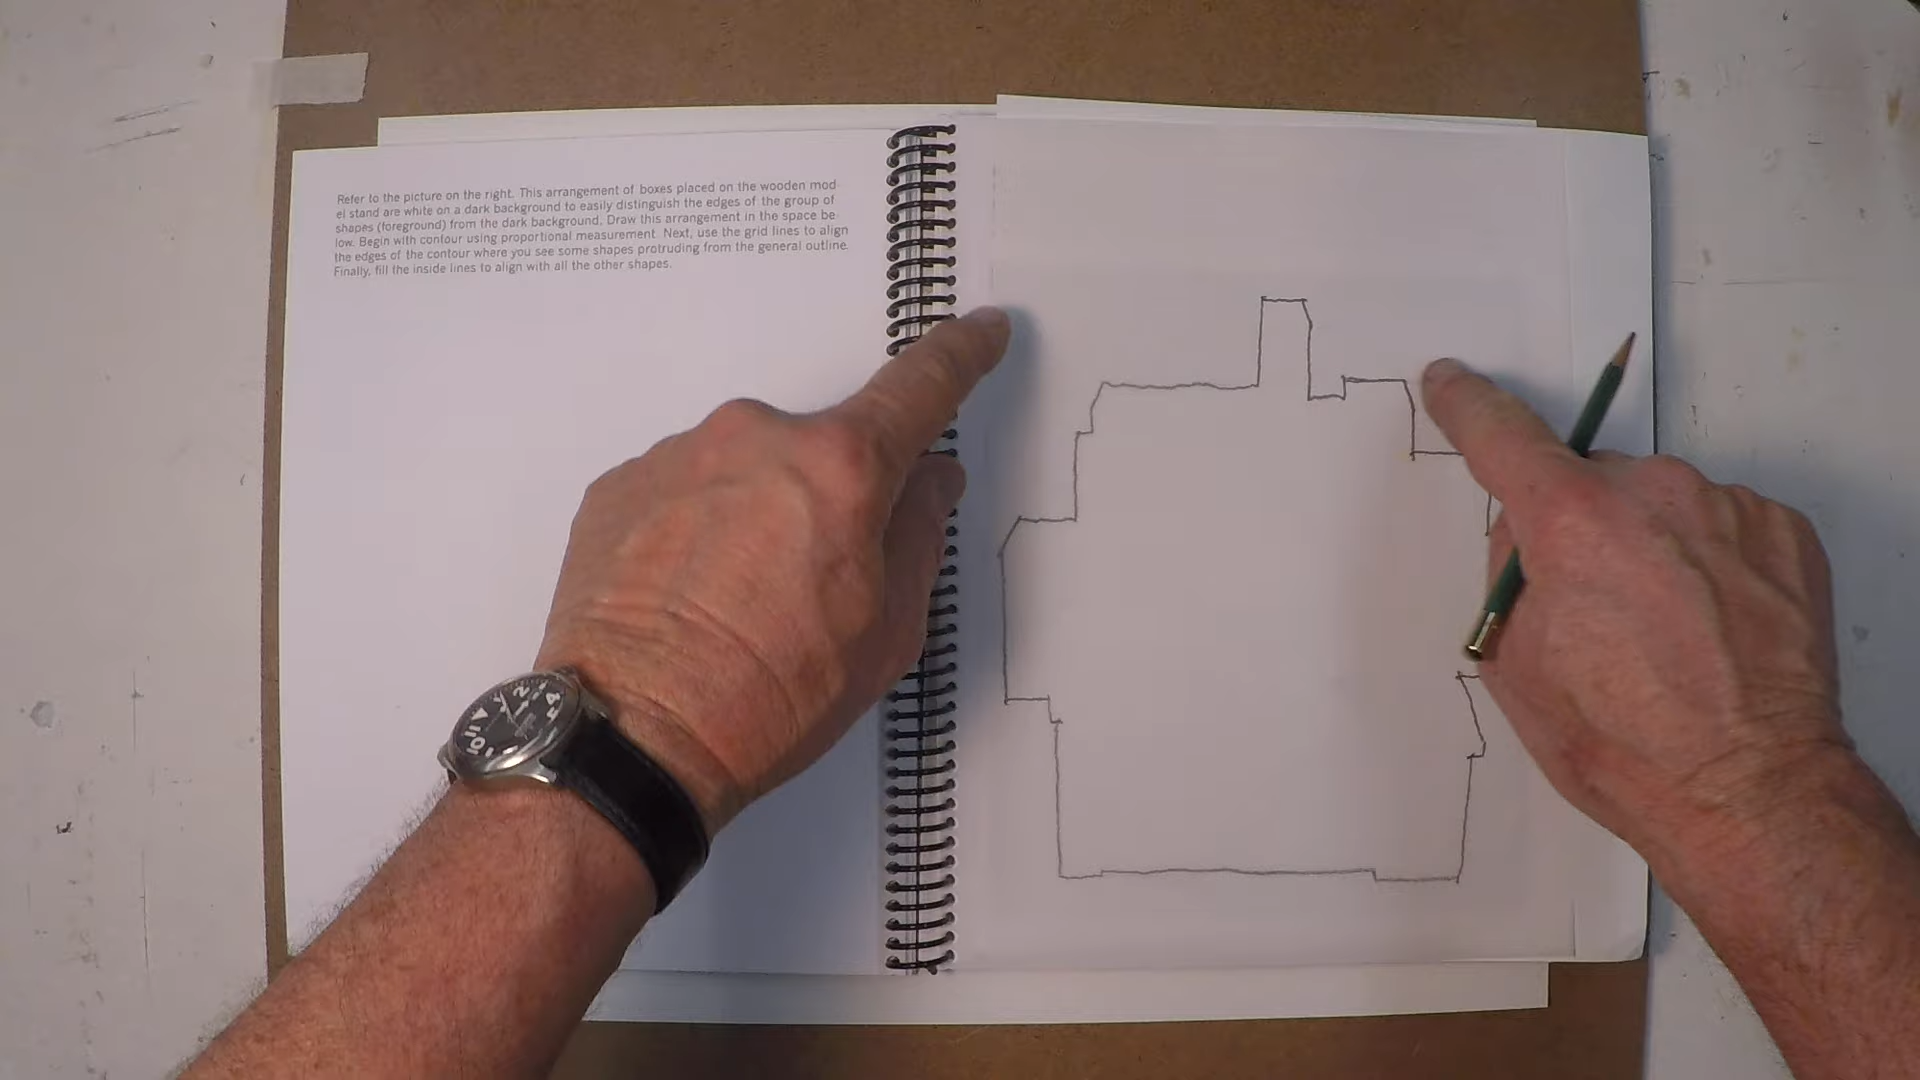 Refer to the picture on the right. This arrangement of boxes placed on the wooden mod
el stand are white on a dark background to easily distinguish the edges of the group of
shapes (foreground) from the dark background. Draw this arrangement in the space be
low. Begin with contour using proportional measurement. Next, use the grid lines to align
the edges of the contour where you see some shapes protruding from the general outline.
Finally, fill the inside lines to align with all the other shapes.